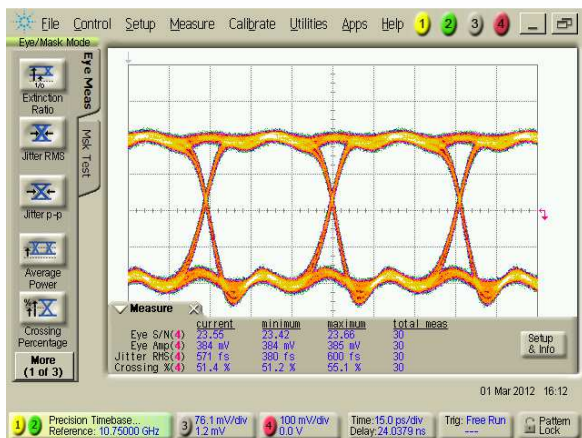 File Control Setup Measure Calibrate Utilities Apps Help 1 2 3 4
Eye/Mask Mode
Eye Meas
Msk Test
Extinction
Ratio
Jitter RMS
Jitter p-p
Average
Power
Crossing
Percentage
More
(1 of 3)
Measure
current minimum maximum total meas
Eye S/N(4) 23.55 23.42 23.66 30
Eye Amp(4) 384 mV 384 mV 385 mV 30
Jitter RMS(4) 571 fs 380 fs 600 fs 30
Crossing %(4) 51.4 % 51.2 % 55.1 % 30
Setup
& Info
01 Mar 2012 16:12
1 2 Precision Timebase...
Reference: 10.75000 GHz
3 76.1 mV/div
1.2 mV
4 100 mV/div
0.0 V
Time:15.0 ps/div
Delay:24.0379 ns
Trig: Free Run
---
Pattern
Lock